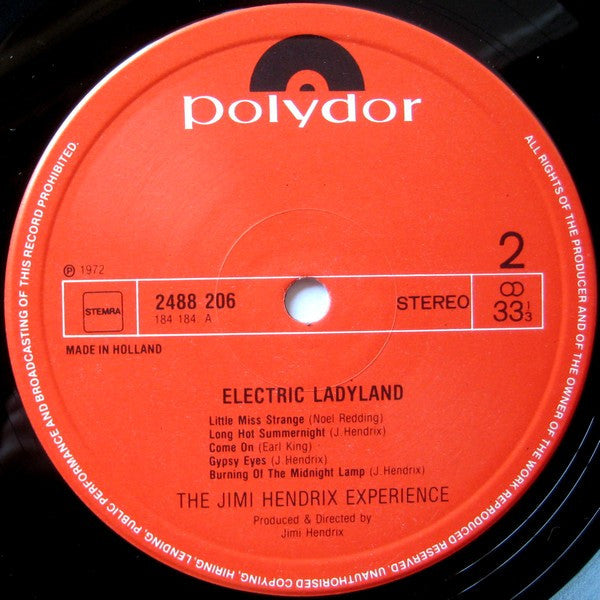 polydor
2
℗ 1972
STEMRA
2488 206
184 184 A
STEREO
33 1/3
MADE IN HOLLAND
ELECTRIC LADYLAND
Little Miss Strange (Noel Redding)
Long Hot Summernight (J.Hendrix)
Come On (Earl King)
Gypsy Eyes (J.Hendrix)
Burning Of The Midnight Lamp (J.Hendrix)
THE JIMI HENDRIX EXPERIENCE
Produced & Directed by
Jimi Hendrix
ALL RIGHTS OF THE PRODUCER AND OF THE OWNER OF THE WORK REPRODUCED RESERVED. UNAUTHORISED COPYING, HIRING, LENDING, PUBLIC PERFORMANCE AND BROADCASTING OF THIS RECORD PROHIBITED.